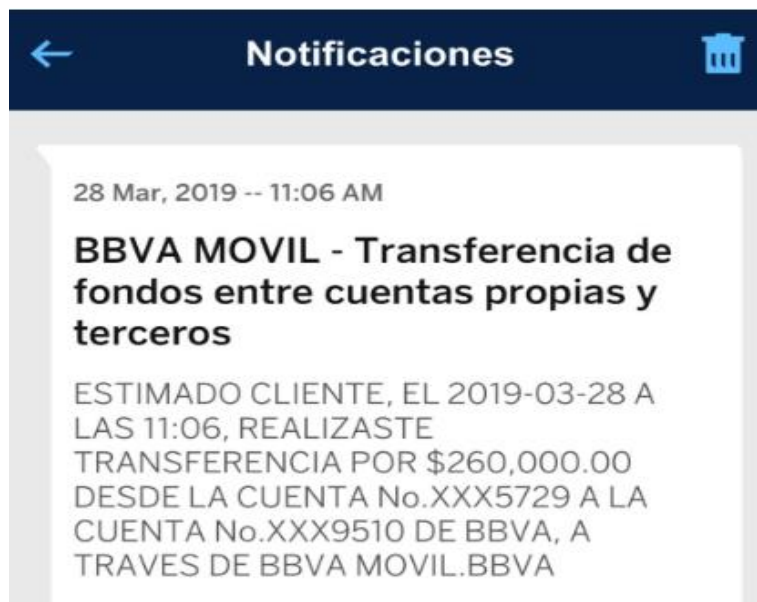 Notificaciones
28 Mar, 2019 -- 11:06 AM
BBVA MOVIL - Transferencia de
fondos entre cuentas propias y
terceros
ESTIMADO CLIENTE, EL 2019-03-28 A
LAS 11:06, REALIZASTE
TRANSFERENCIA POR $260,000.00
DESDE LA CUENTA No.XXX5729 A LA
CUENTA No.XXX9510 DE BBVA, A
TRAVES DE BBVA MOVIL.BBVA